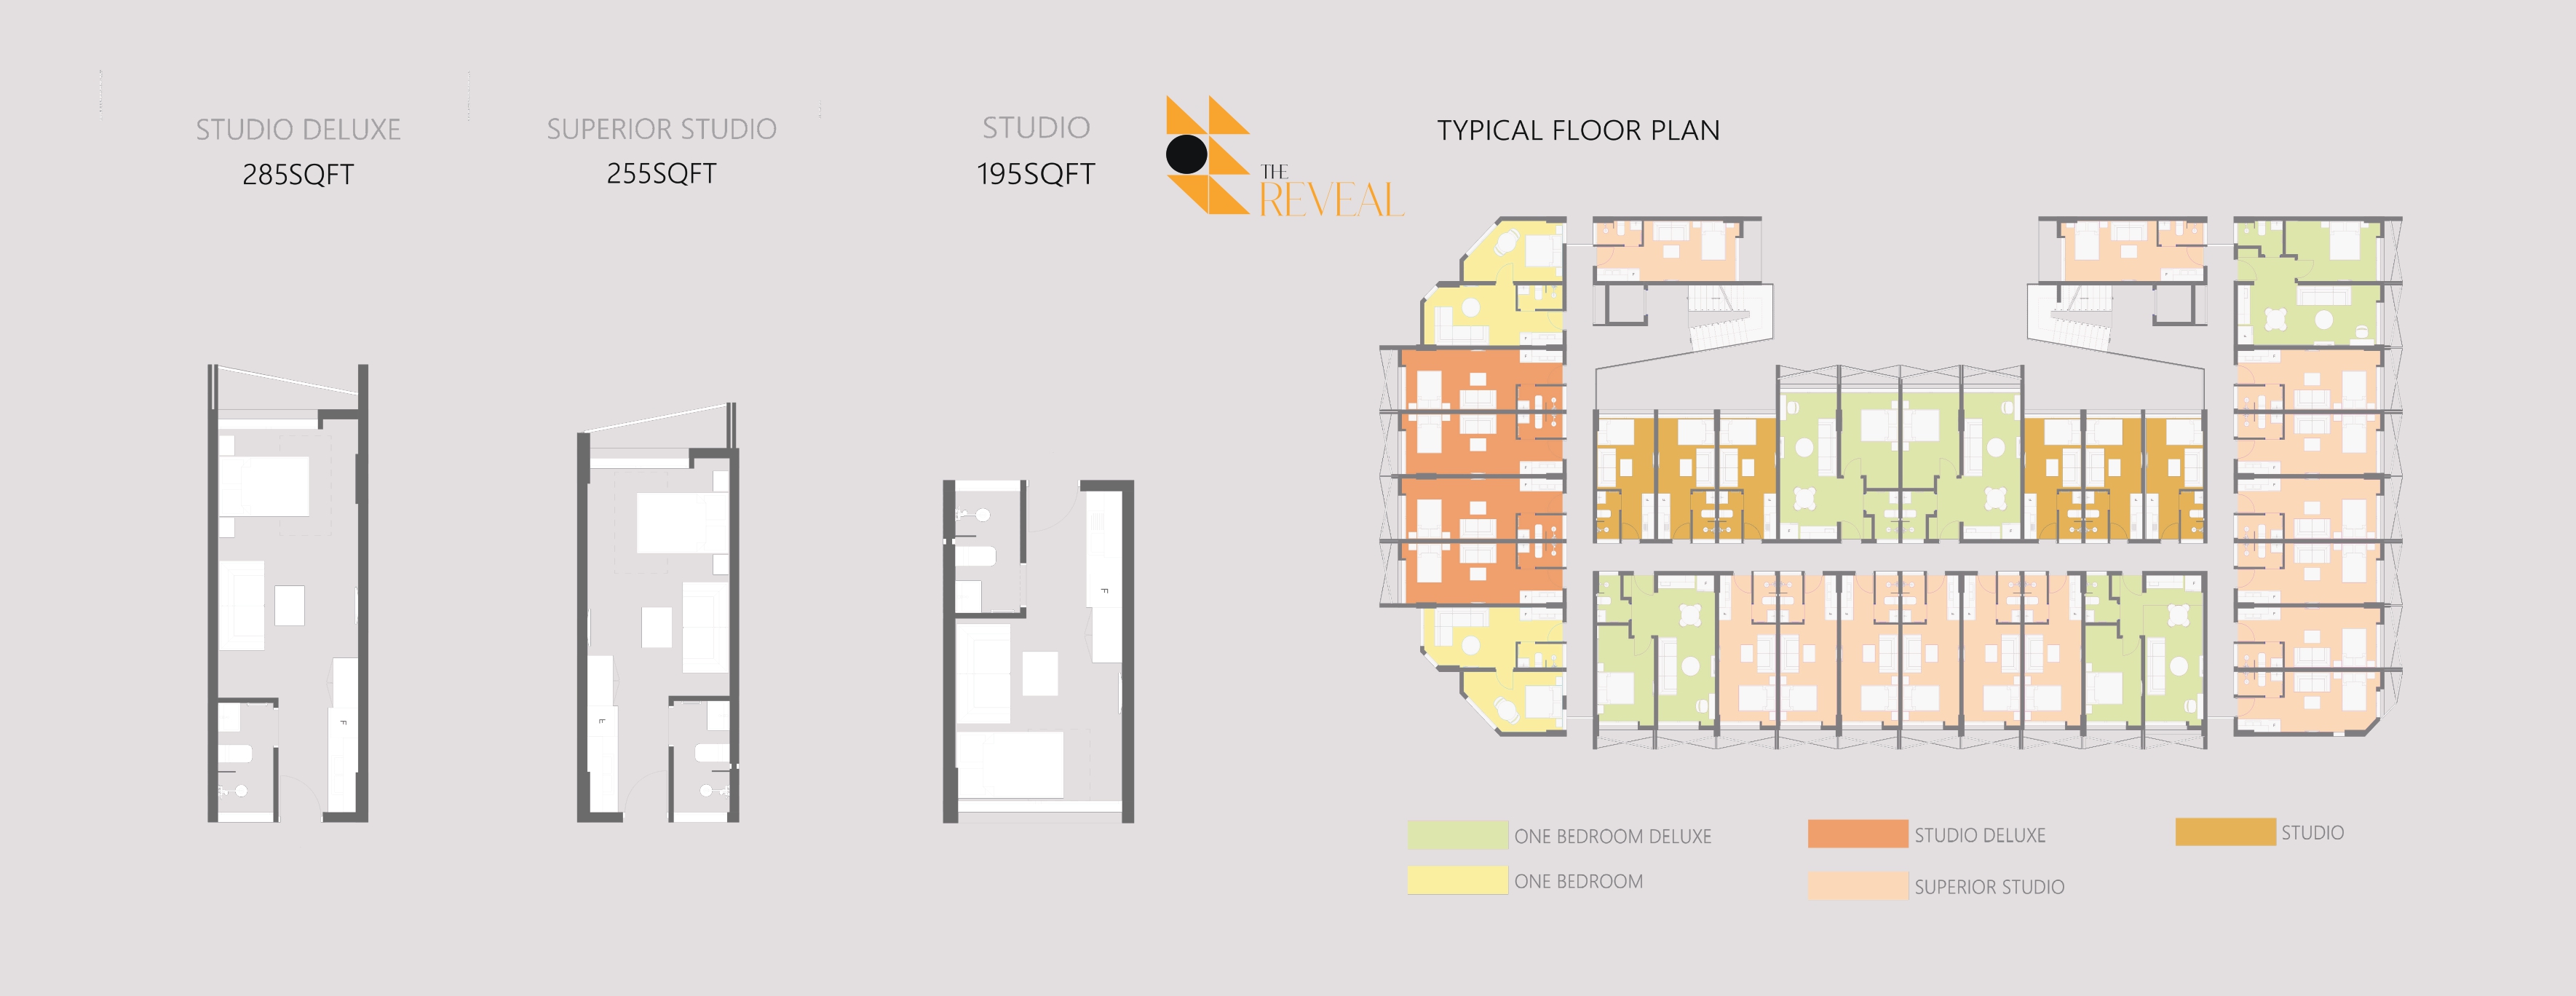 STUDIO DELUXE
285SQFT
SUPERIOR STUDIO
255SQFT
STUDIO
195SQFT
THE
REVEAL
TYPICAL FLOOR PLAN
F
F
F
ONE BEDROOM DELUXE
ONE BEDROOM
STUDIO DELUXE
SUPERIOR STUDIO
STUDIO